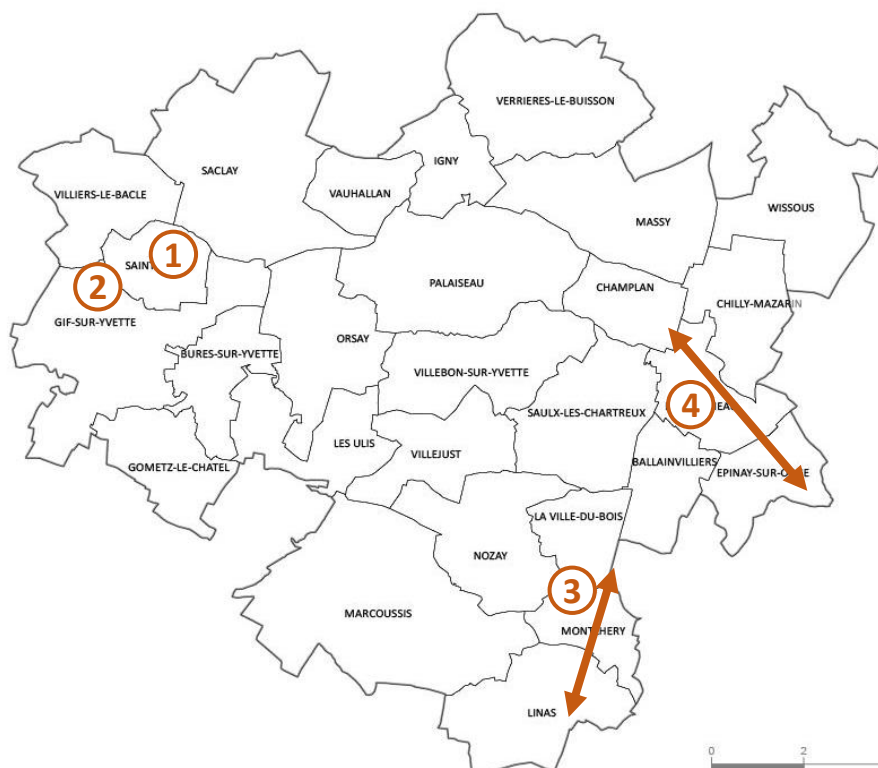 VERRIERES-LE-BUISSON
IGNY
SACLAY
VAUHALLAN
VILLIERS-LE-BACLE
WISSOUS
MASSY
1
SAINT
2
PALAISEAU
CHAMPLAN
CHILLY-MAZARIN
GIF-SUR-YVETTE
ORSAY
BURES-SUR-YVETTE
VILLEBON-SUR-YVETTE
4
SAULX-LES-CHARTREUX
LES ULIS
VILLEJUST
BALLAINVILLIERS
GOMETZ-LE-CHATEL
EPINAY-SUR-ORGE
LA VILLE-DU-BOIS
NOZAY
3
MARCOUSSIS
MONTLHERY
LINAS
0 2